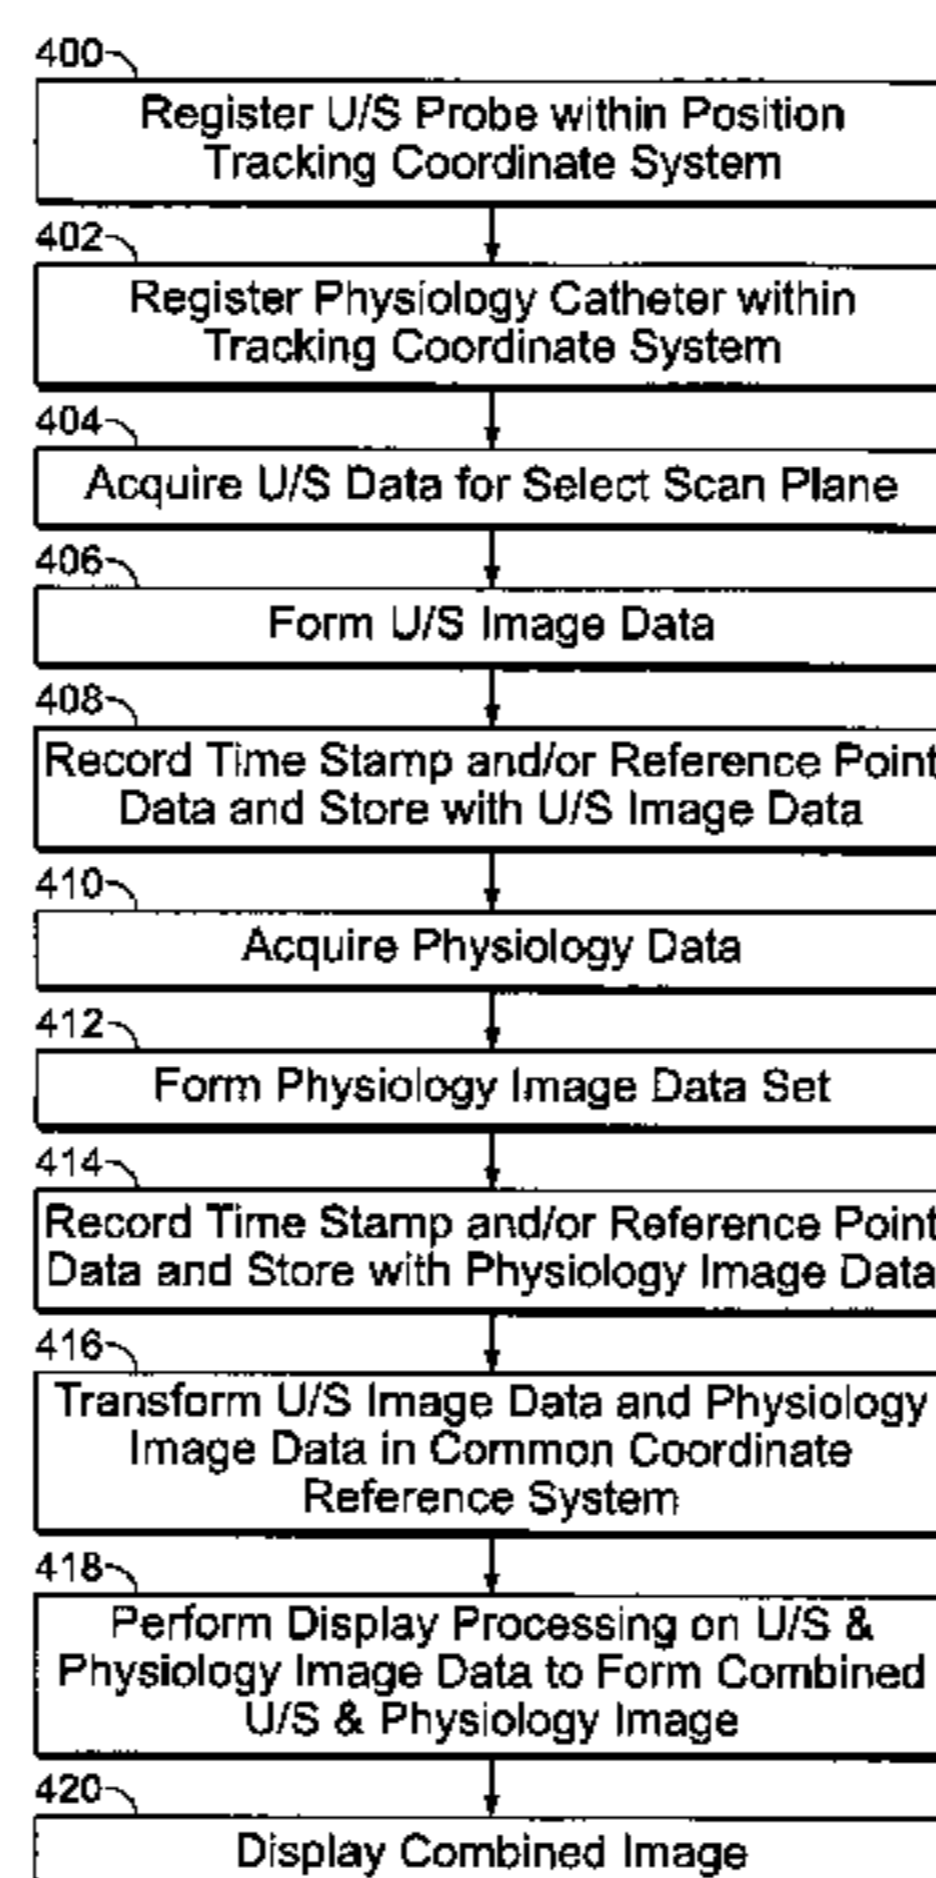 400
Register U/S Probe within Position
Tracking Coordinate System
402
Register Physiology Catheter within
Tracking Coordinate System
404
Acquire U/S Data for Select Scan Plane
406
Form U/S Image Data
408
Record Time Stamp and/or Reference Point
Data and Store with U/S Image Data
410
Acquire Physiology Data
412
Form Physiology Image Data Set
414
Record Time Stamp and/or Reference Point
Data and Store with Physiology Image Data
416
Transform U/S Image Data and Physiology
Image Data in Common Coordinate
Reference System
418
Perform Display Processing on U/S &
Physiology Image Data to Form Combined
U/S & Physiology Image
420
Display Combined Image